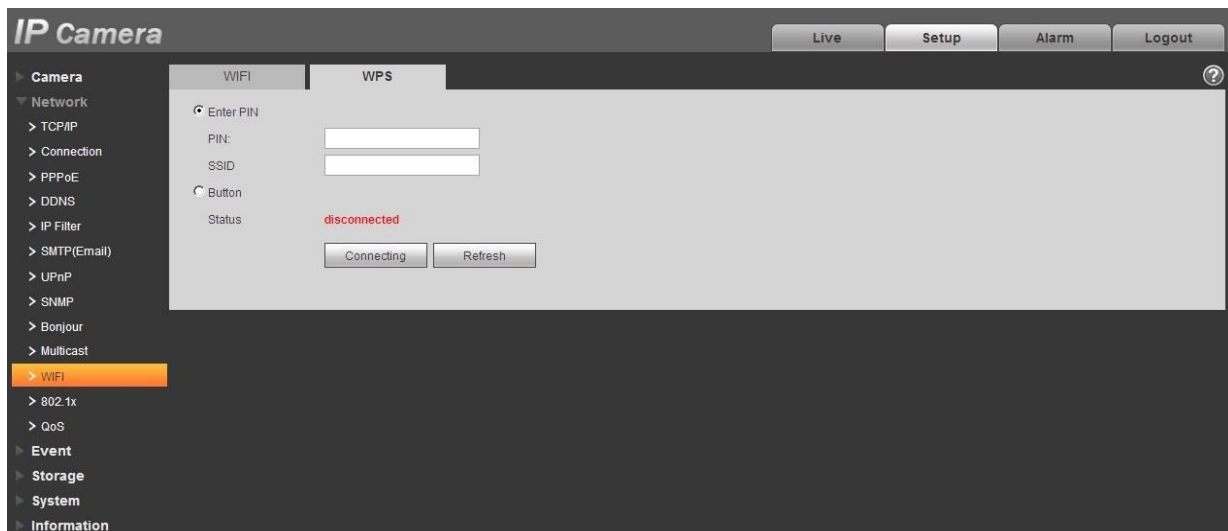 IP Camera
Live Setup Alarm Logout
Camera
Network
> TCP/IP
> Connection
> PPPoE
> DDNS
> IP Filter
> SMTP(Email)
> UPnP
> SNMP
> Bonjour
> Multicast
> WIFI
> 802.1x
> QoS
Event
Storage
System
Information
WIFI WPS
?
Enter PIN
PIN:
SSID
Button
Status disconnected
Connecting Refresh